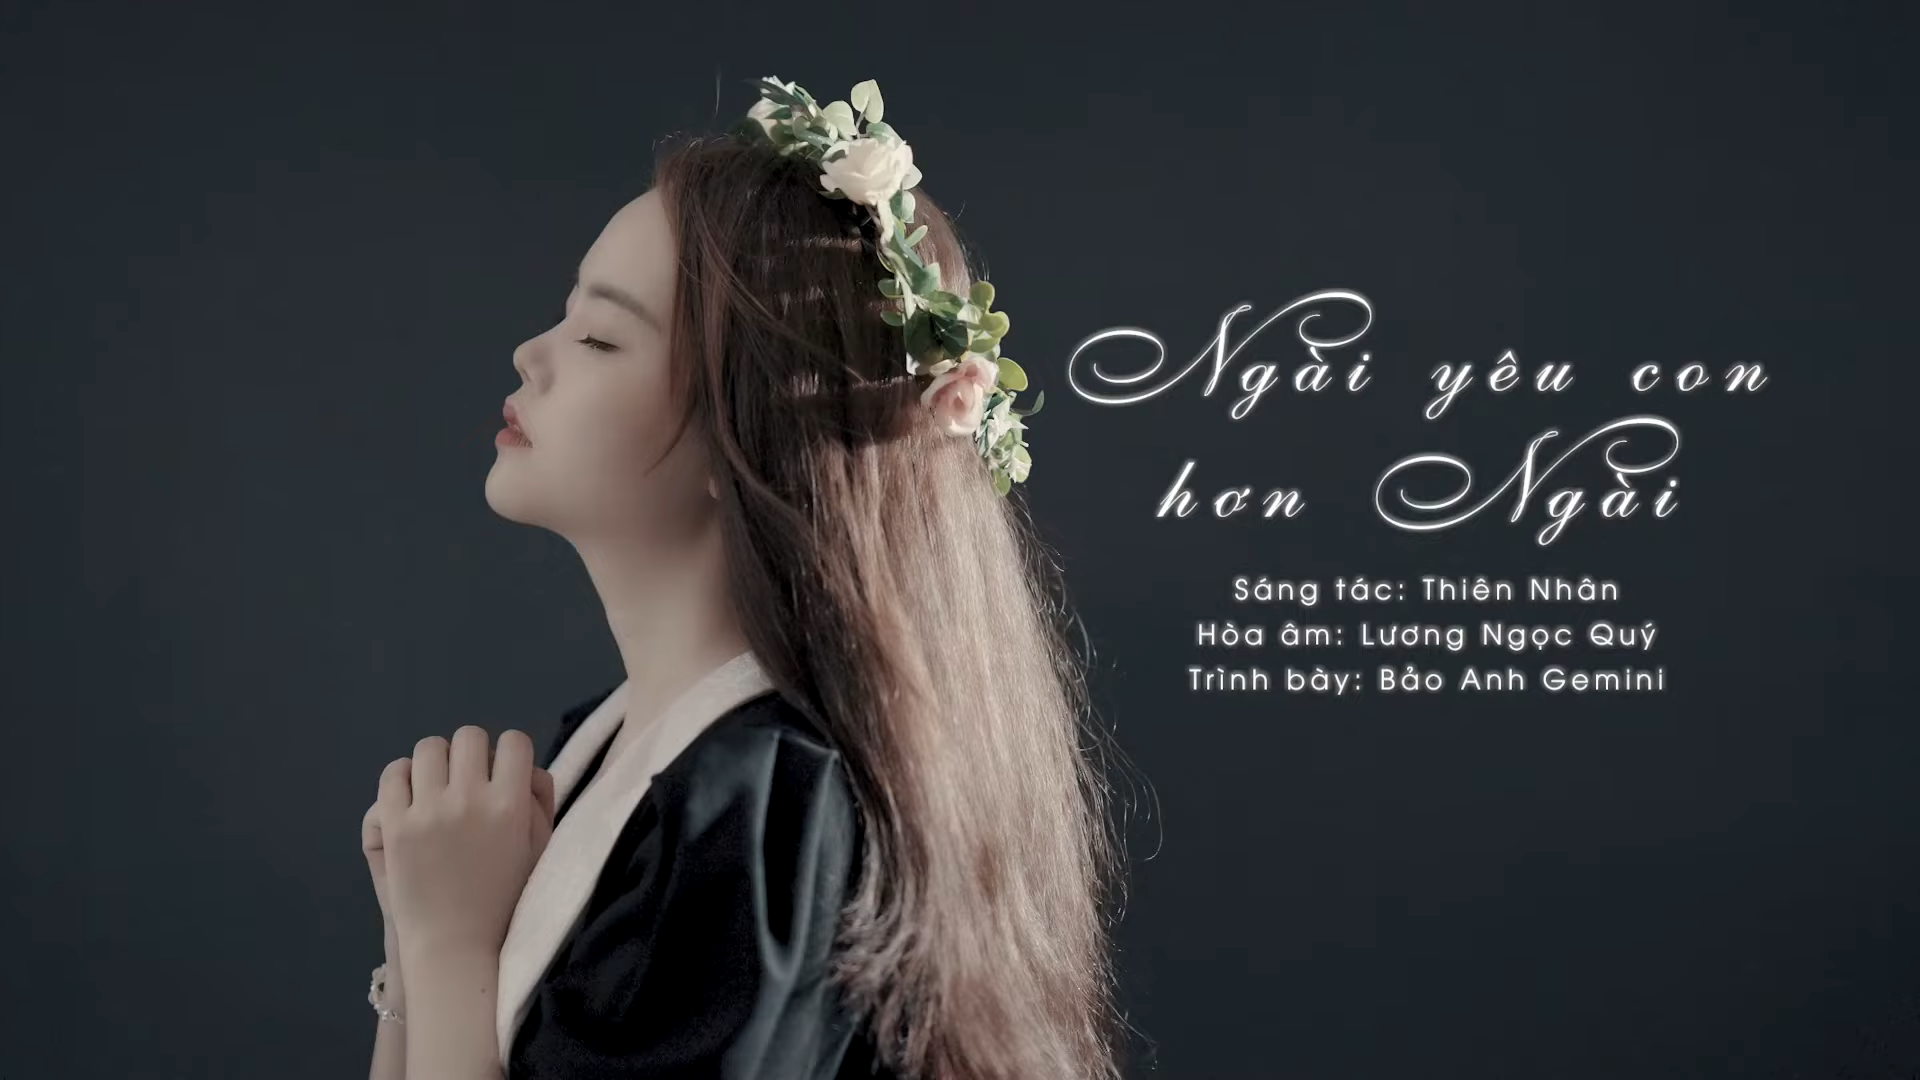 Ngài yêu con
hơn Ngài
Sáng tác: Thiên Nhân
Hòa âm: Lương Ngọc Quý
Trình bày: Bảo Anh Gemini